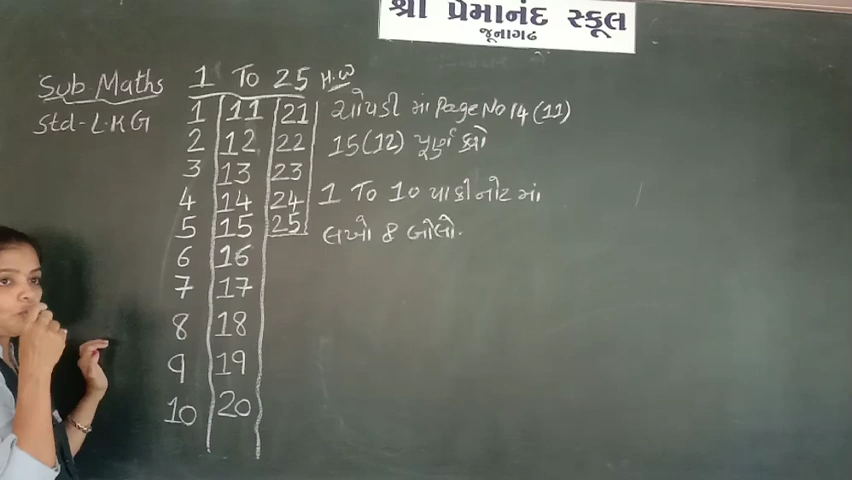 શ્રી પ્રેમાનંદ સ્કૂલ
જૂનાગઢ
Sub Maths 1 To 25 H.W
Std-L.KG
1 11 21
2 12 22
3 13 23
4 14 24
5 15 25
6 16
7 17
8 18
9 19
10 20
ચોપડી માં Page No 14 (11)
15 (12) પૂર્ણ કરો
1 To 10 પાકી નોટ માં
લખો & બોલો.